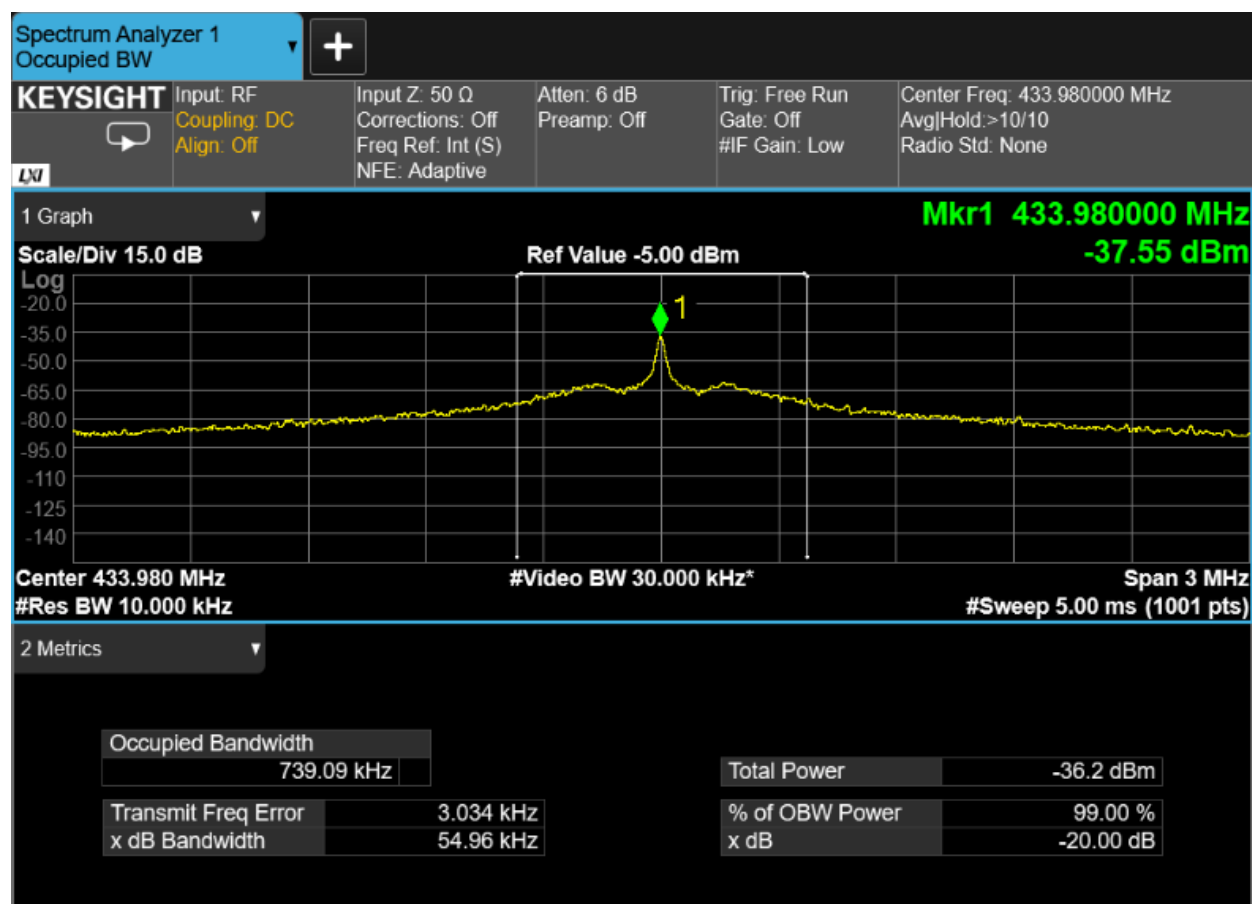 Spectrum Analyzer 1
Occupied BW
+
KEYSIGHT
LXI
Input: RF
Coupling: DC
Align: Off
Input Z: 50 Ω
Corrections: Off
Freq Ref: Int (S)
NFE: Adaptive
Atten: 6 dB
Preamp: Off
Trig: Free Run
Gate: Off
#IF Gain: Low
Center Freq: 433.980000 MHz
Avg|Hold:>10/10
Radio Std: None
1 Graph
Mkr1 433.980000 MHz
-37.55 dBm
Scale/Div 15.0 dB
Ref Value -5.00 dBm
Log
-20.0
-35.0
-50.0
-65.0
-80.0
-95.0
-110
-125
-140
1
Center 433.980 MHz
#Video BW 30.000 kHz*
Span 3 MHz
#Res BW 10.000 kHz
#Sweep 5.00 ms (1001 pts)
2 Metrics
Occupied Bandwidth
739.09 kHz
Total Power -36.2 dBm
Transmit Freq Error 3.034 kHz
% of OBW Power 99.00 %
x dB Bandwidth 54.96 kHz
x dB -20.00 dB